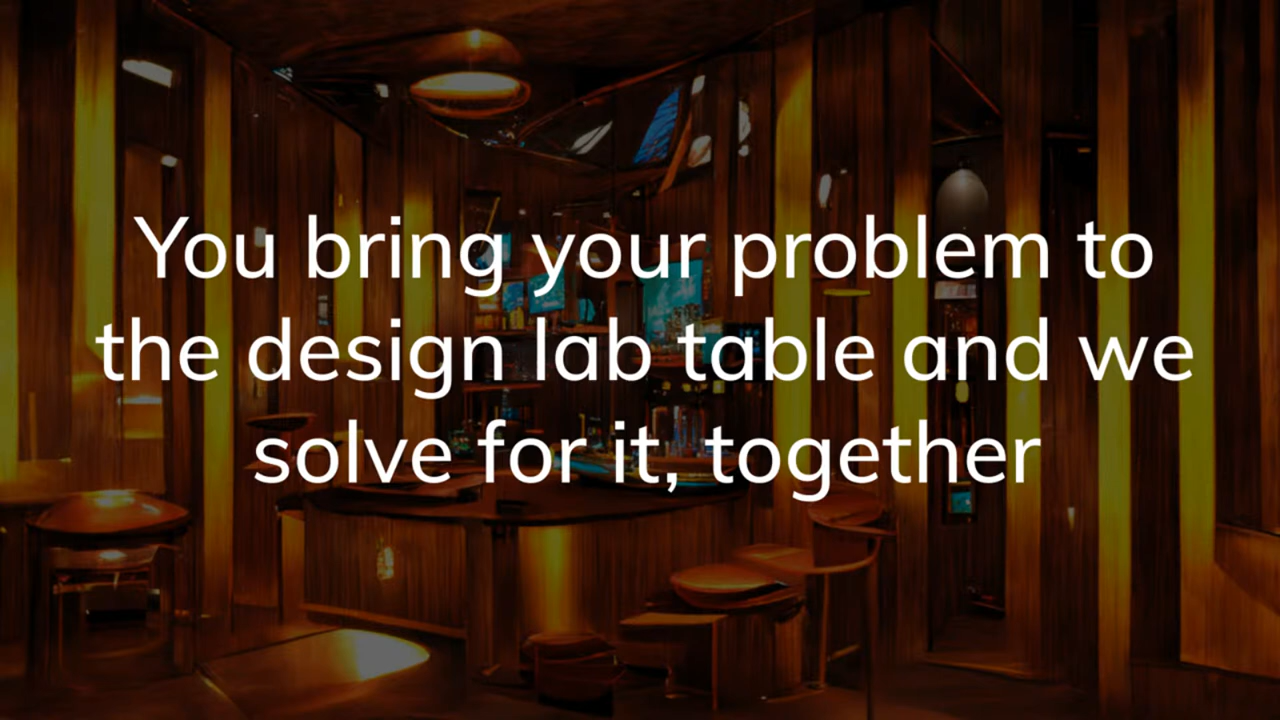 You bring your problem to
the design lab table and we
solve for it, together